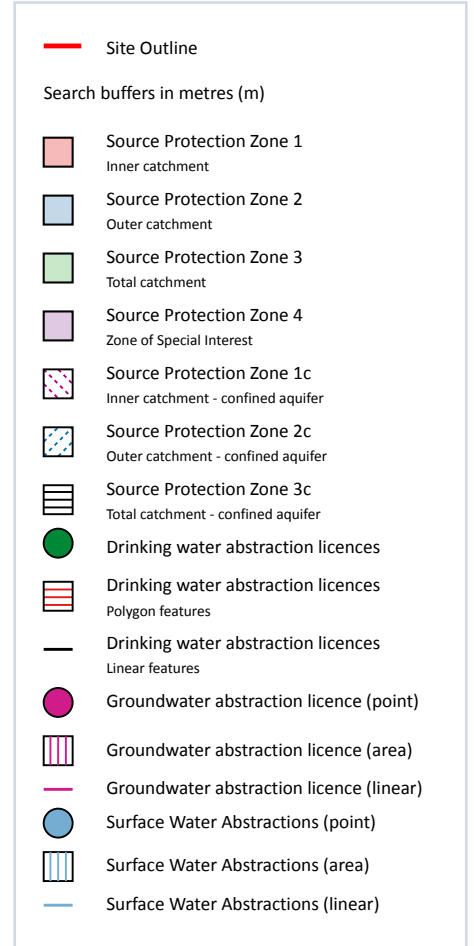 Site Outline
Search buffers in metres (m)
Source Protection Zone 1
Inner catchment
Source Protection Zone 2
Outer catchment
Source Protection Zone 3
Total catchment
Source Protection Zone 4
Zone of Special Interest
Source Protection Zone 1c
Inner catchment - confined aquifer
Source Protection Zone 2c
Outer catchment - confined aquifer
Source Protection Zone 3c
Total catchment - confined aquifer
Drinking water abstraction licences
Drinking water abstraction licences
Polygon features
Drinking water abstraction licences
Linear features
Groundwater abstraction licence (point)
Groundwater abstraction licence (area)
Groundwater abstraction licence (linear)
Surface Water Abstractions (point)
Surface Water Abstractions (area)
Surface Water Abstractions (linear)